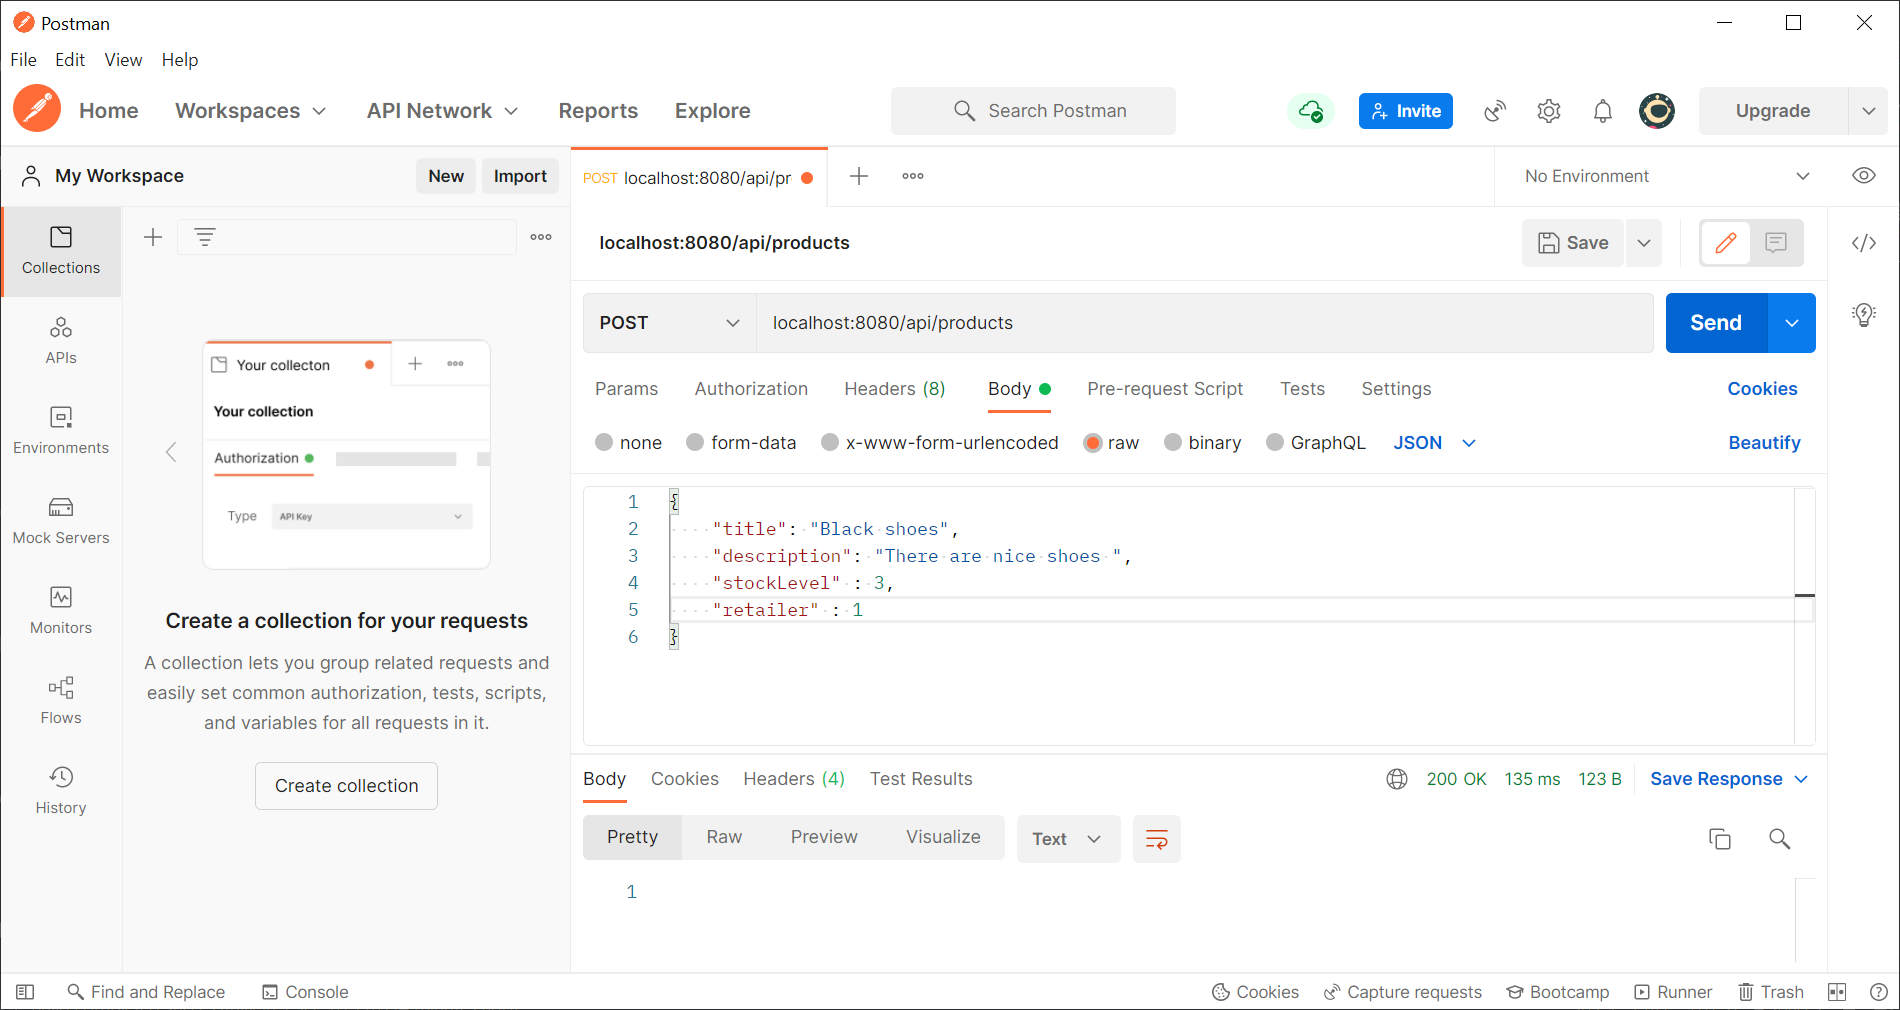 Postman
File Edit View Help
Home Workspaces API Network Reports Explore Search Postman Invite Upgrade
My Workspace New Import
POST localhost:8080/api/pr
No Environment
Collections
APIs
Environments
Mock Servers
Monitors
Flows
History
Your collecton
Your collection
Authorization
Type API Key
Create a collection for your requests
A collection lets you group related requests and
easily set common authorization, tests, scripts,
and variables for all requests in it.
Create collection
localhost:8080/api/products Save
POST localhost:8080/api/products Send
Params Authorization Headers (8) Body Pre-request Script Tests Settings Cookies
none form-data x-www-form-urlencoded raw binary GraphQL JSON Beautify
1 {
2 "title": "Black shoes",
3 "description": "There are nice shoes ",
4 "stockLevel" : 3,
5 "retailer" : 1
6 }
Body Cookies Headers (4) Test Results 200 OK 135 ms 123 B Save Response
Pretty Raw Preview Visualize Text
1
Find and Replace Console Cookies Capture requests Bootcamp Runner Trash